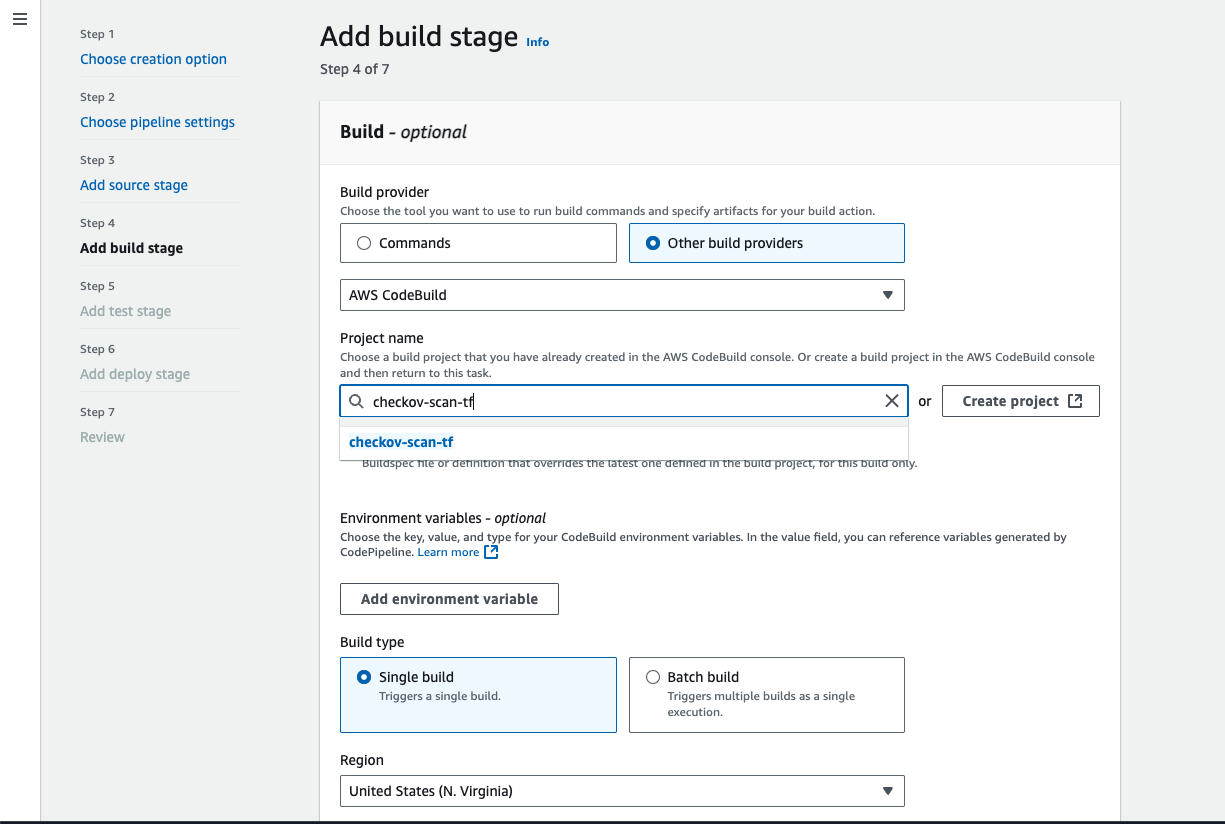 Step 1
Choose creation option
Step 2
Choose pipeline settings
Step 3
Add source stage
Step 4
Add build stage
Step 5
Add test stage
Step 6
Add deploy stage
Step 7
Review
Add build stage Info
Step 4 of 7
Build - optional
Build provider
Choose the tool you want to use to run build commands and specify artifacts for your build action.
Commands
Other build providers
AWS CodeBuild
Project name
Choose a build project that you have already created in the AWS CodeBuild console. Or create a build project in the AWS CodeBuild console
and then return to this task.
checkov-scan-tf
or
Create project
checkov-scan-tf
Buildspec file or definition that overrides the latest one defined in the build project, for this build only.
Environment variables - optional
Choose the key, value, and type for your CodeBuild environment variables. In the value field, you can reference variables generated by
CodePipeline. Learn more
Add environment variable
Build type
Single build
Triggers a single build.
Batch build
Triggers multiple builds as a single
execution.
Region
United States (N. Virginia)